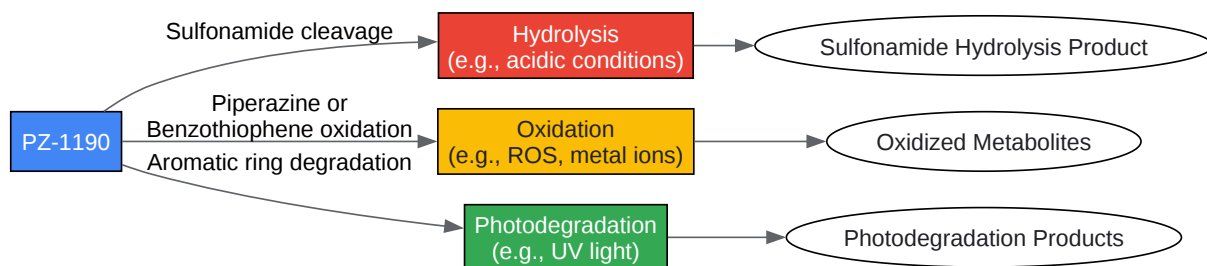 Sulfonamide cleavage
Hydrolysis
(e.g., acidic conditions)
Sulfonamide Hydrolysis Product
PZ-1190
Piperazine or
Benzothiophene oxidation
Oxidation
(e.g., ROS, metal ions)
Oxidized Metabolites
Aromatic ring degradation
Photodegradation
(e.g., UV light)
Photodegradation Products